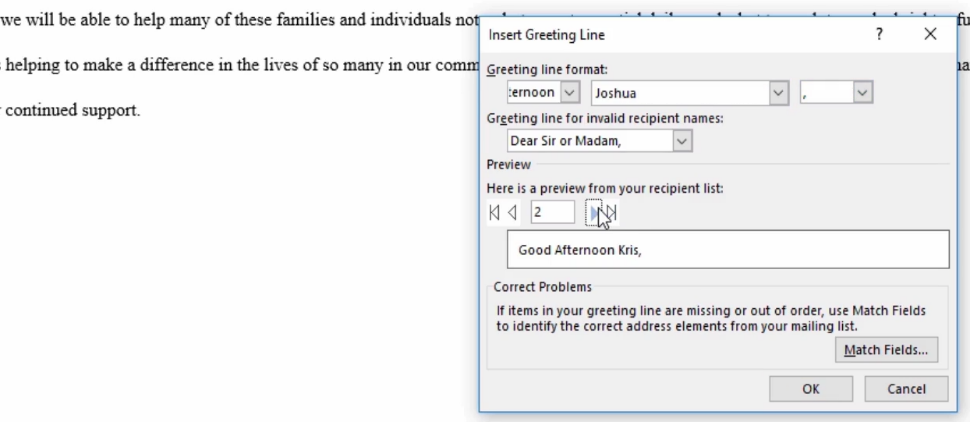 we will be able to help many of these families and individuals not
helping to make a difference in the lives of so many in our comm
continued support.
Insert Greeting Line
? X
Greeting line format:
ternoon Joshua ,
Greeting line for invalid recipient names:
Dear Sir or Madam,
Preview
Here is a preview from your recipient list:
2
Good Afternoon Kris,
Correct Problems
If items in your greeting line are missing or out of order, use Match Fields
to identify the correct address elements from your mailing list.
Match Fields...
OK Cancel